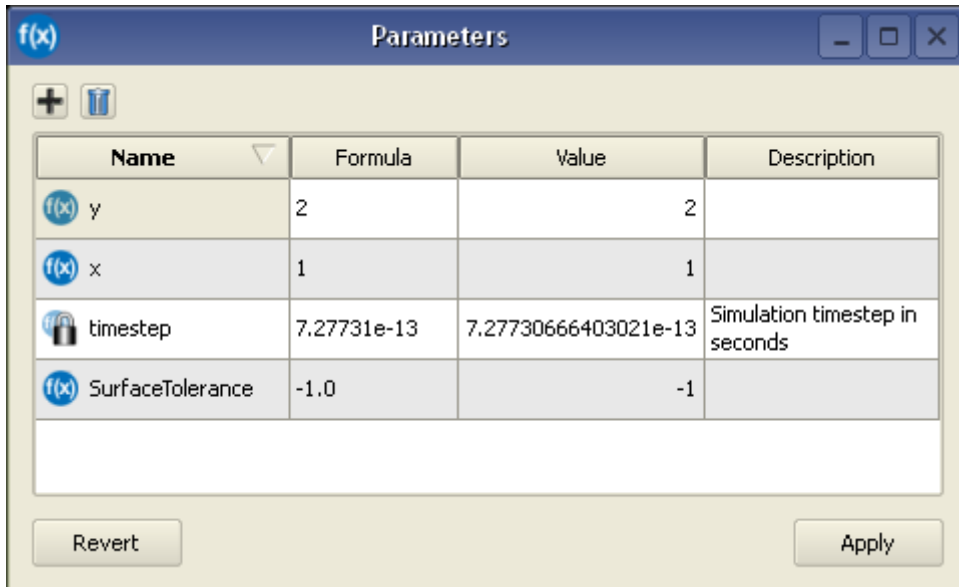 f(x) Parameters
Name Formula Value Description
f(x) y 2 2
f(x) x 1 1
timestep 7.27731e-13 7.27730666403021e-13 Simulation timestep in
seconds
f(x) SurfaceTolerance -1.0 -1
Revert Apply